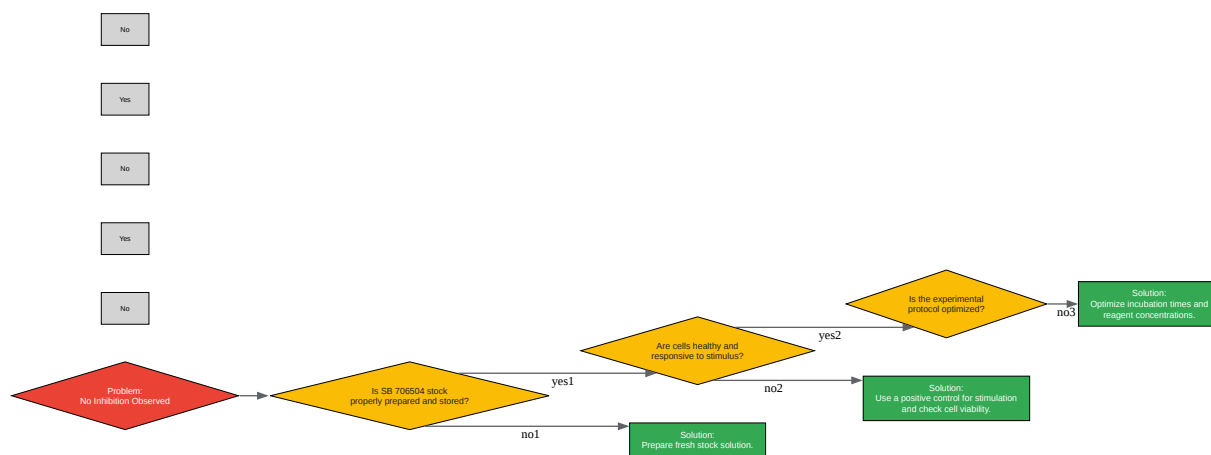 No
Yes
No
Yes
No
Problem:
No Inhibition Observed
Is SB 706504 stock
properly prepared and stored?
yes1
no1
Are cells healthy and
responsive to stimulus?
yes2
no2
Is the experimental
protocol optimized?
no3
Solution:
Optimize incubation times and
reagent concentrations.
Solution:
Use a positive control for stimulation
and check cell viability.
Solution:
Prepare fresh stock solution.